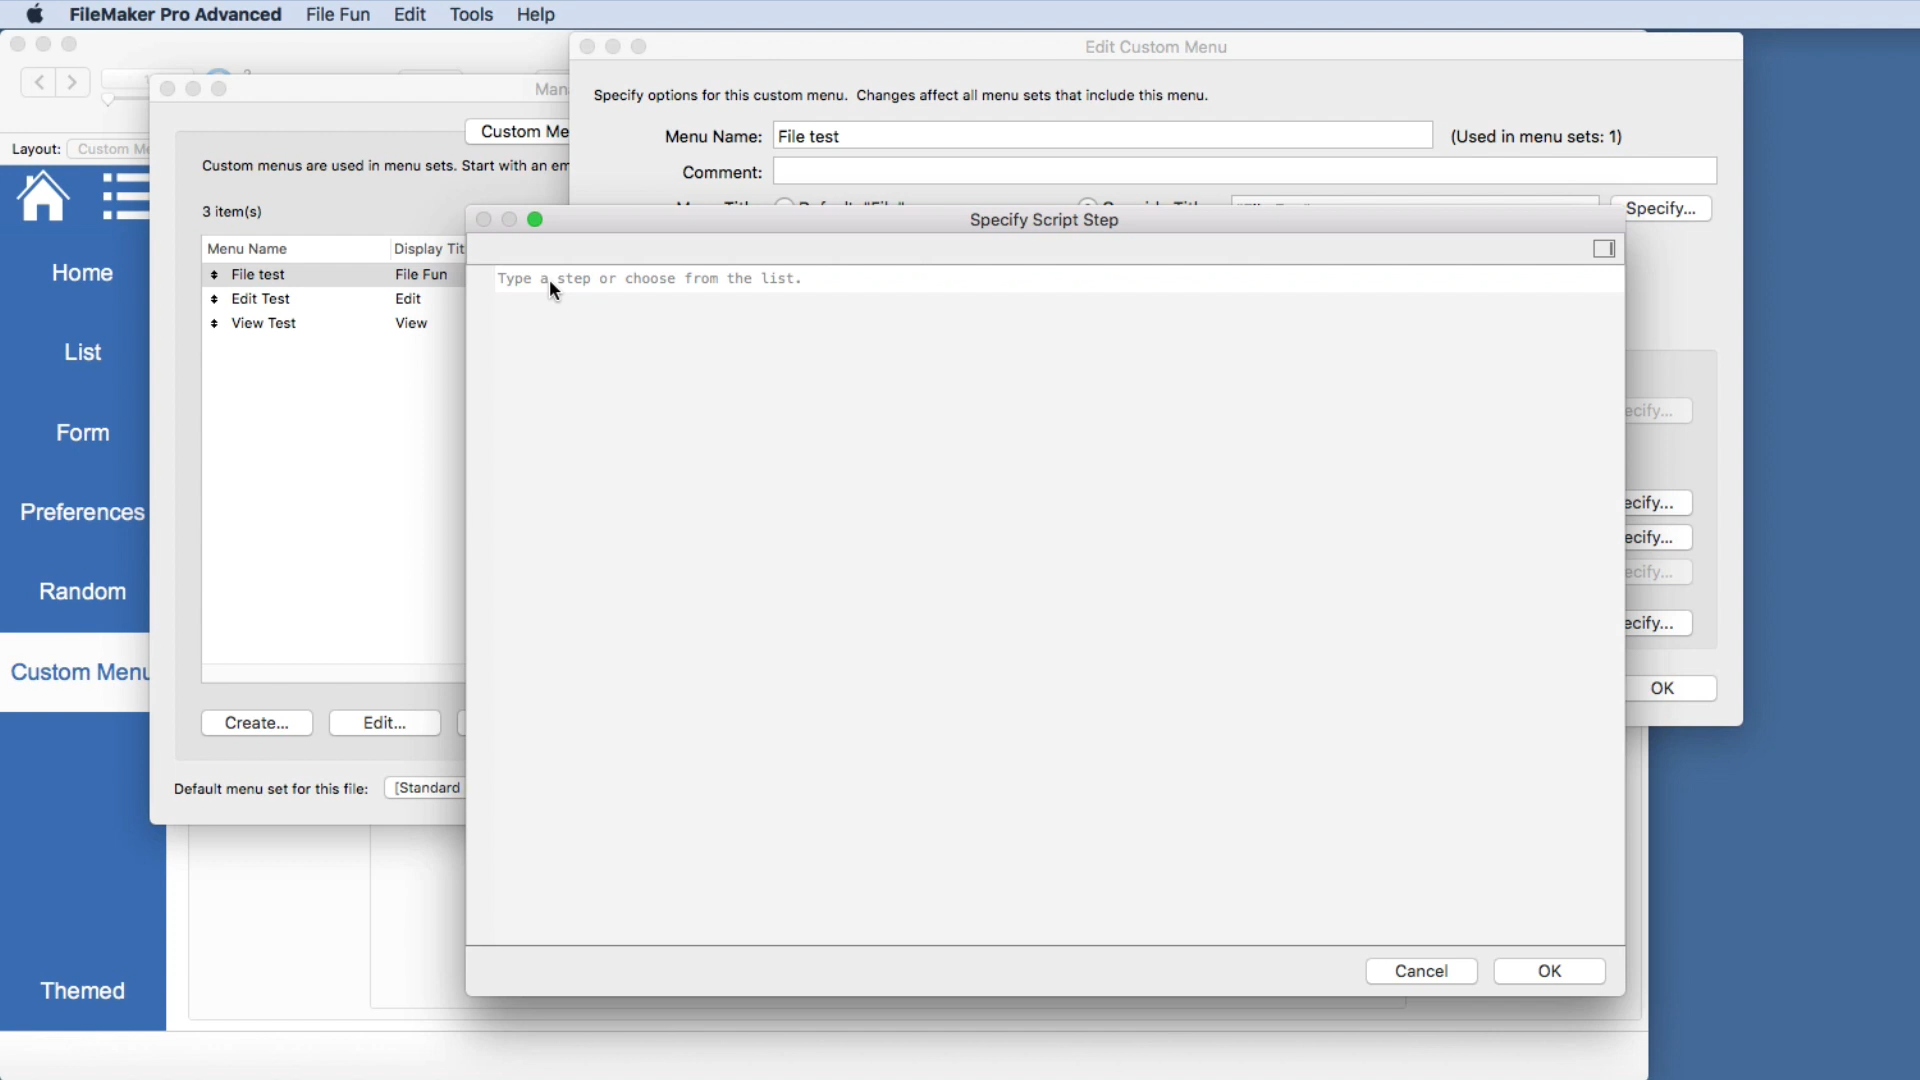 FileMaker Pro Advanced File Fun Edit Tools Help
Edit Custom Menu
Specify options for this custom menu. Changes affect all menu sets that include this menu.
Menu Name: File test (Used in menu sets: 1)
Comment:
Specify...
Custom Me
Layout: Custom Me
Custom menus are used in menu sets. Start with an em
3 item(s)
Menu Name Display Tit
File test File Fun
Edit Test Edit
View Test View
Create... Edit...
Default menu set for this file: [Standard
Specify Script Step
Type a step or choose from the list.
Cancel OK
ecify...
ecify...
ecify...
ecify...
ecify...
OK
Home
List
Form
Preferences
Random
Custom Menu
Themed